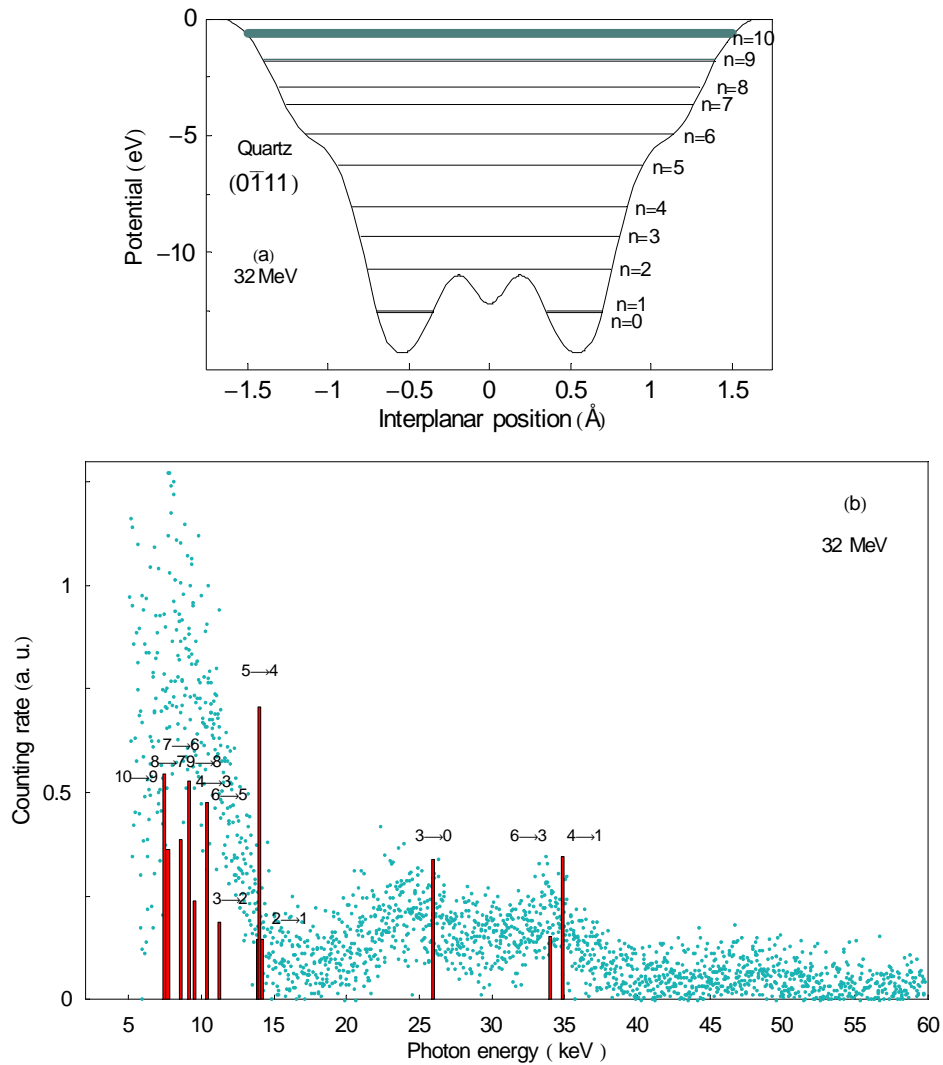 0
−5
−10
Potential (eV)
Quartz
(01̅11)
(a)
32 MeV
n=10
n=9
n=8
n=7
n=6
n=5
n=4
n=3
n=2
n=1
n=0
−1.5 −1 −0.5 0 0.5 1 1.5
Interplanar position (Å)
(b)
32 MeV
1
0.5
0
Counting rate (a. u.)
5→4
7→6
8→79→8
10→9
4→3
6→5
3→2
2→1
3→0
6→3
4→1
5 10 15 20 25 30 35 40 45 50 55 60
Photon energy ( keV )